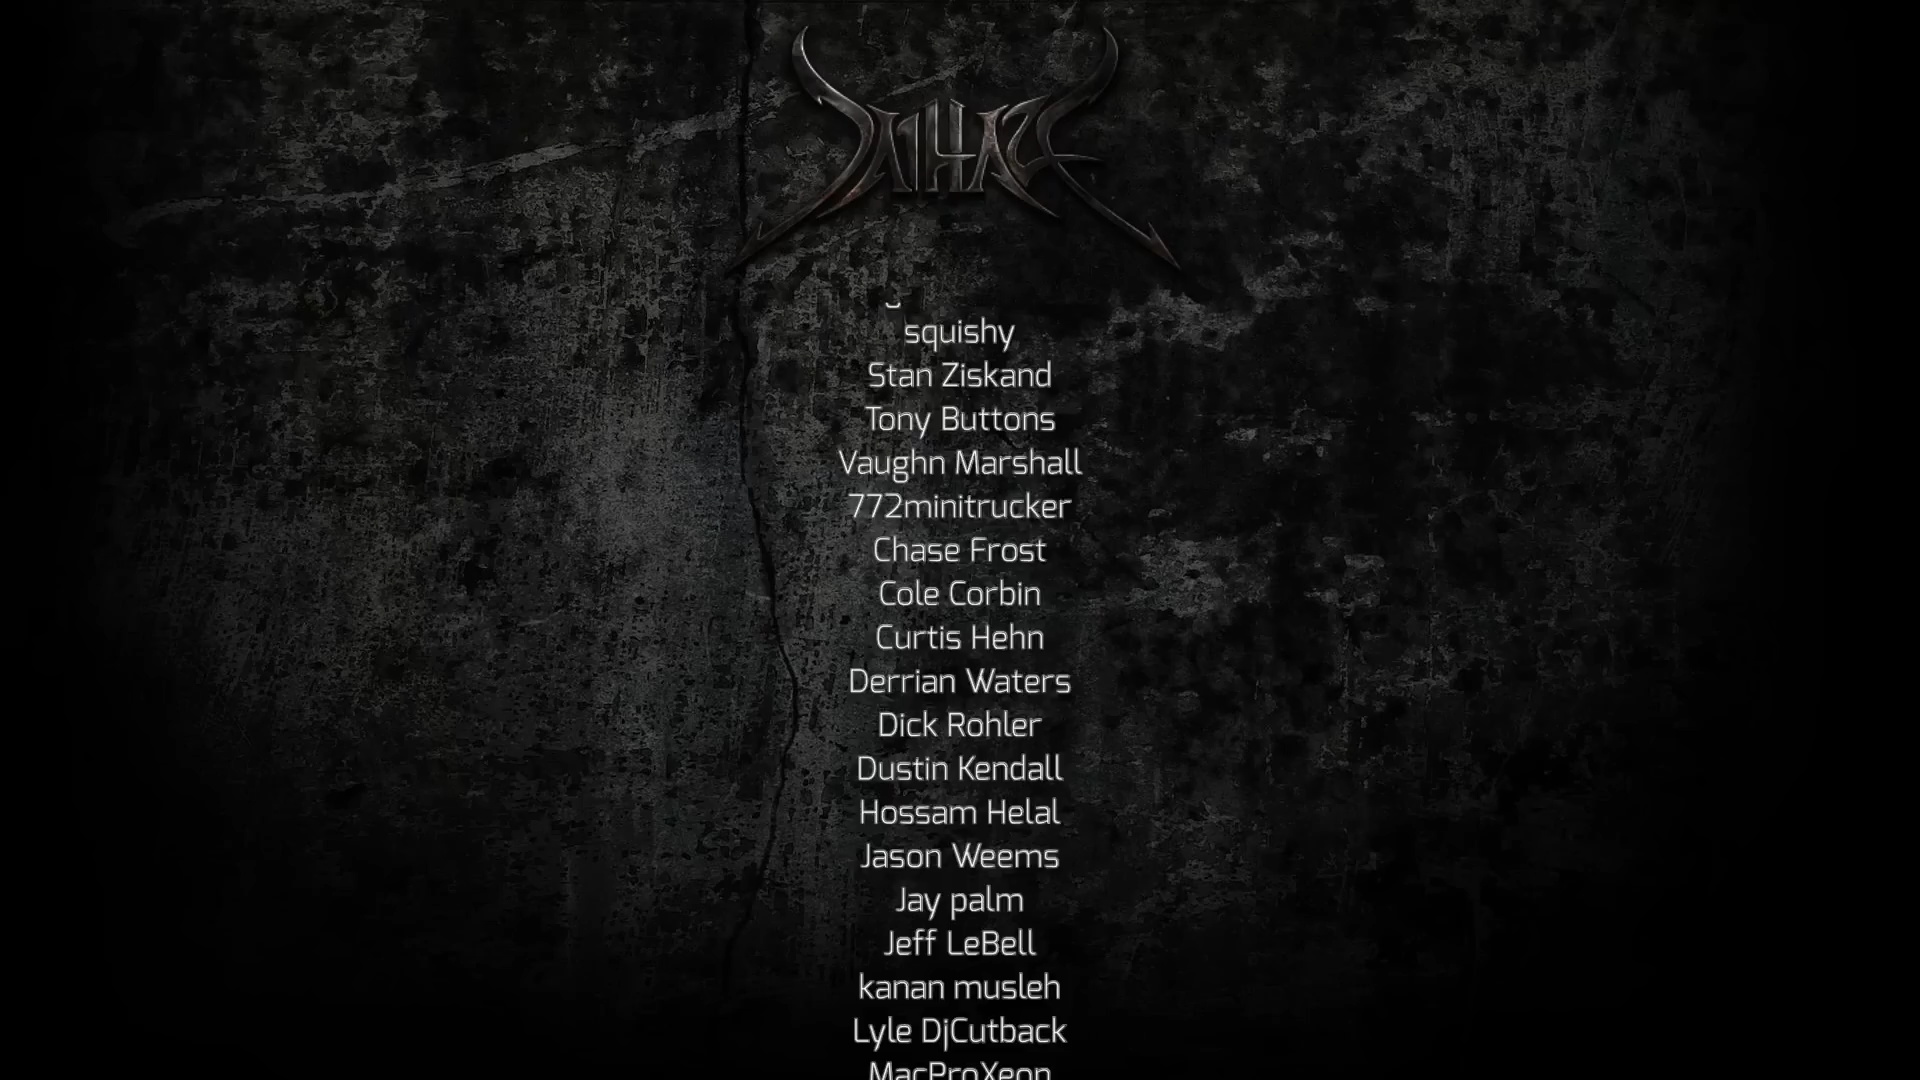 squishy
Stan Ziskand
Tony Buttons
Vaughn Marshall
772minitrucker
Chase Frost
Cole Corbin
Curtis Hehn
Derrian Waters
Dick Rohler
Dustin Kendall
Hossam Helal
Jason Weems
Jay palm
Jeff LeBell
kanan musleh
Lyle DjCutback
MacProXeon